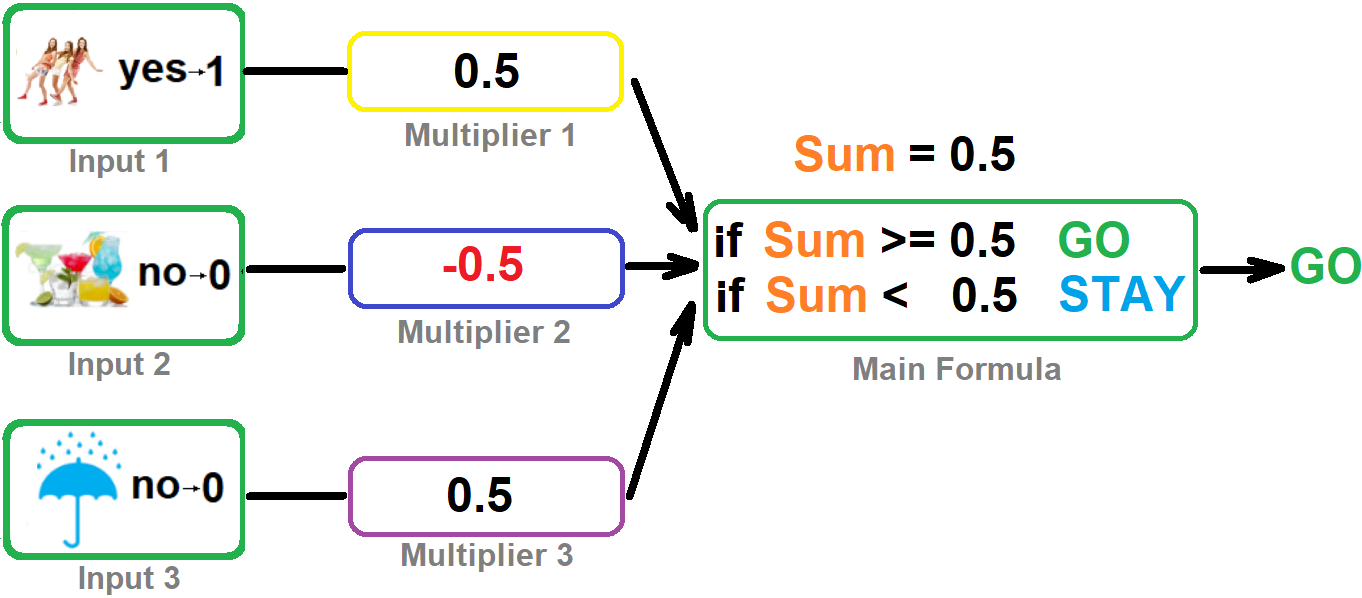 yes→1
0.5
Multiplier 1
Input 1
Sum = 0.5
if Sum >= 0.5 GO
if Sum < 0.5 STAY
GO
Main Formula
no→0
-0.5
Multiplier 2
Input 2
no→0
0.5
Multiplier 3
Input 3